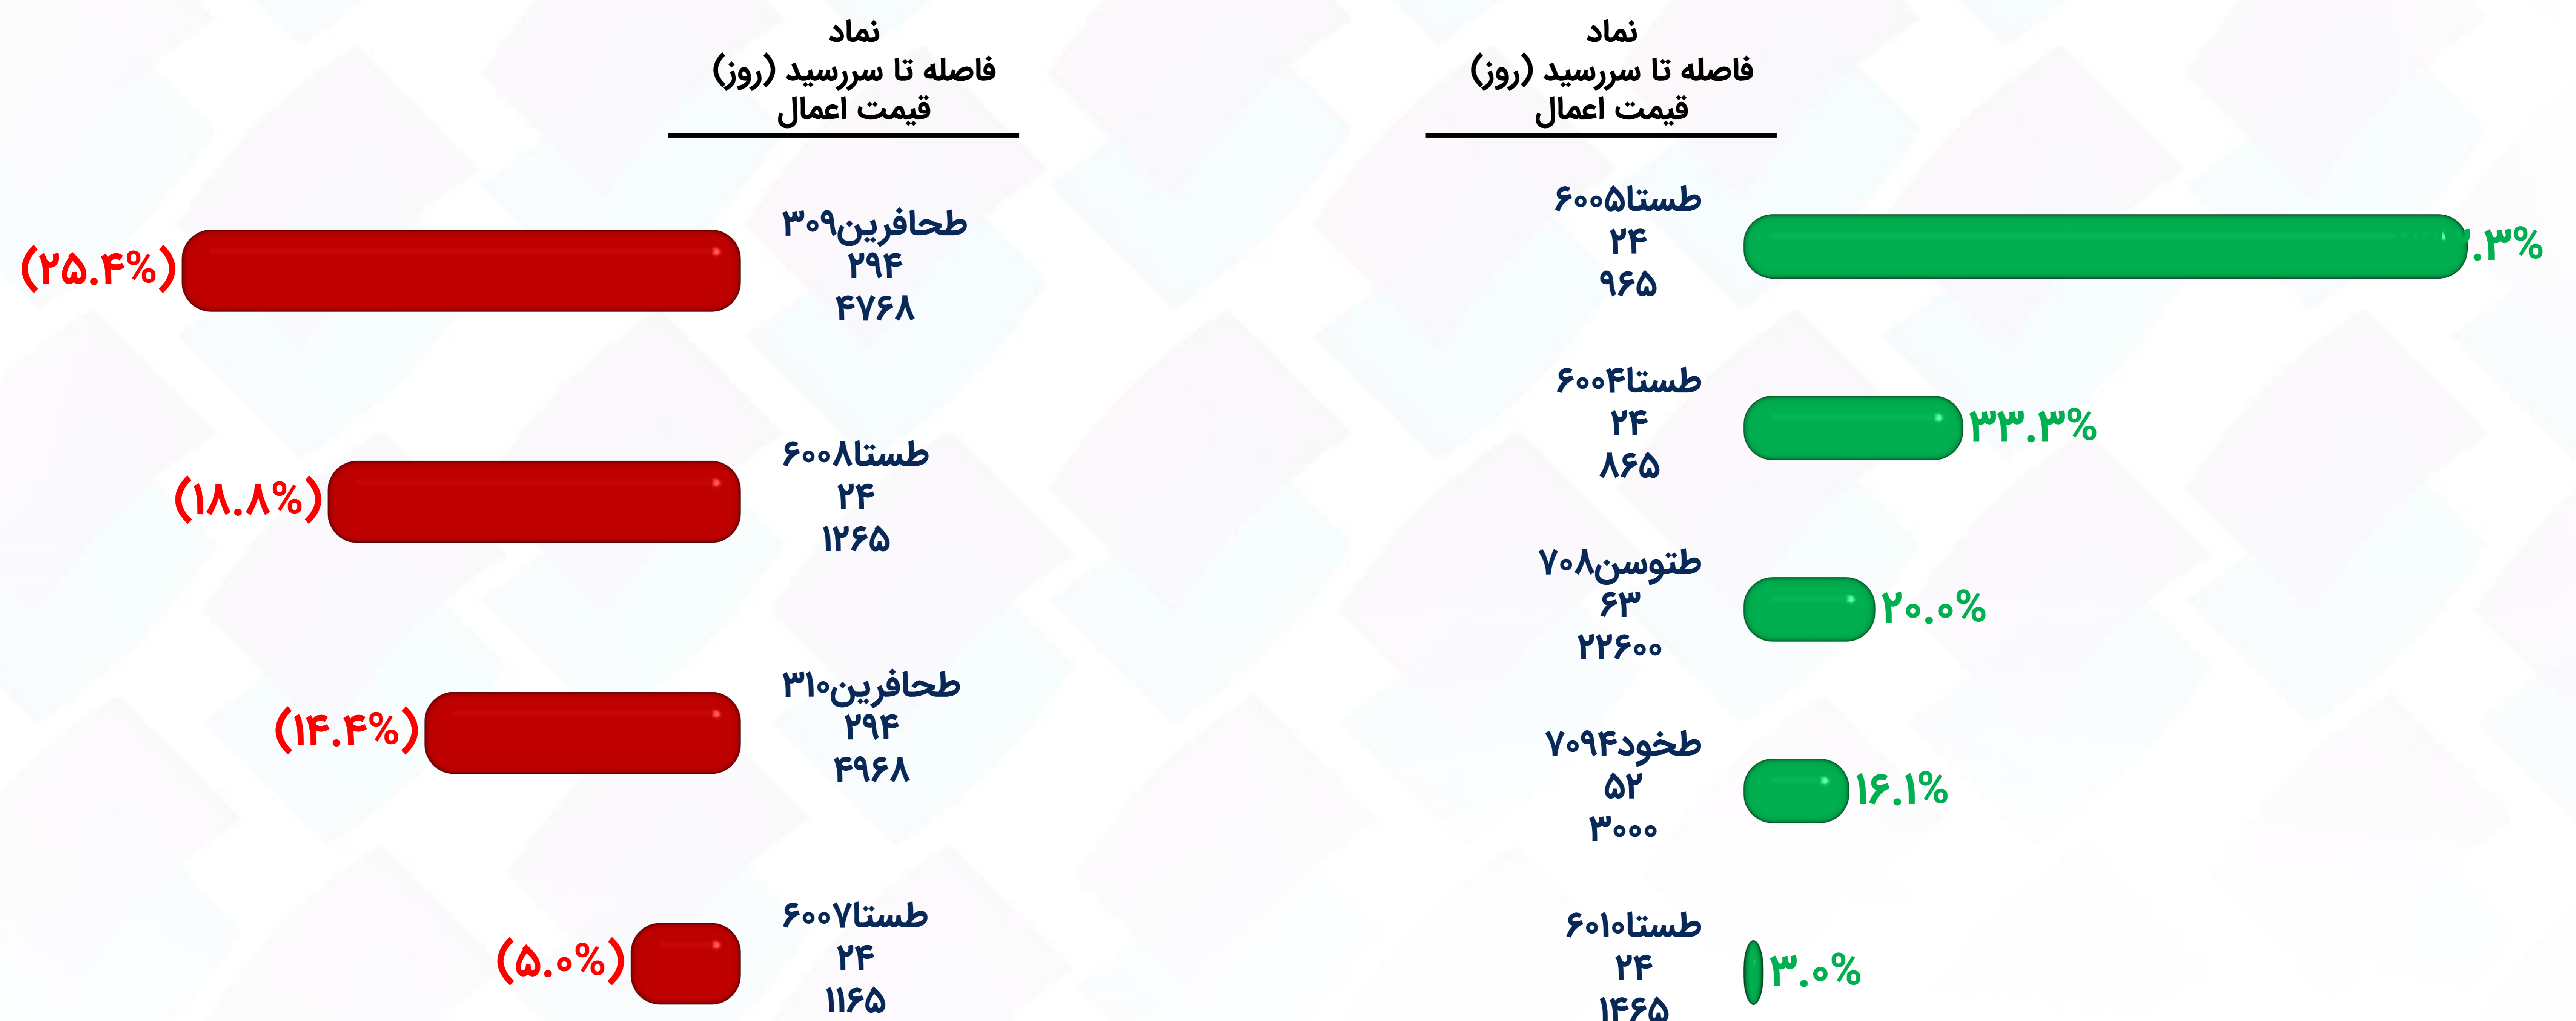 نماد
فاصله تا سررسید (روز)
قیمت اعمال
طستا۶۰۰۵
۲۴
۹۶۵
طستا۶۰۰۴
۲۴
۸۶۵
۳۳.۳%
طتوسن۷۰۸
۶۳
۲۲۶۰۰
۲۰.۰%
طخود۷۰۹۴
۵۲
۳۰۰۰
۱۶.۱%
طستا۶۰۱۰
۲۴
۱۴۶۵
۳.۰%
نماد
فاصله تا سررسید (روز)
قیمت اعمال
طحافرین۳۰۹
۲۹۴
۴۷۶۸
(۲۵.۴%)
طستا۶۰۰۸
۲۴
۱۲۶۵
(۱۸.۸%)
طحافرین۳۱۰
۲۹۴
۴۹۶۸
(۱۴.۴%)
طستا۶۰۰۷
۲۴
۱۱۶۵
(۵.۰%)